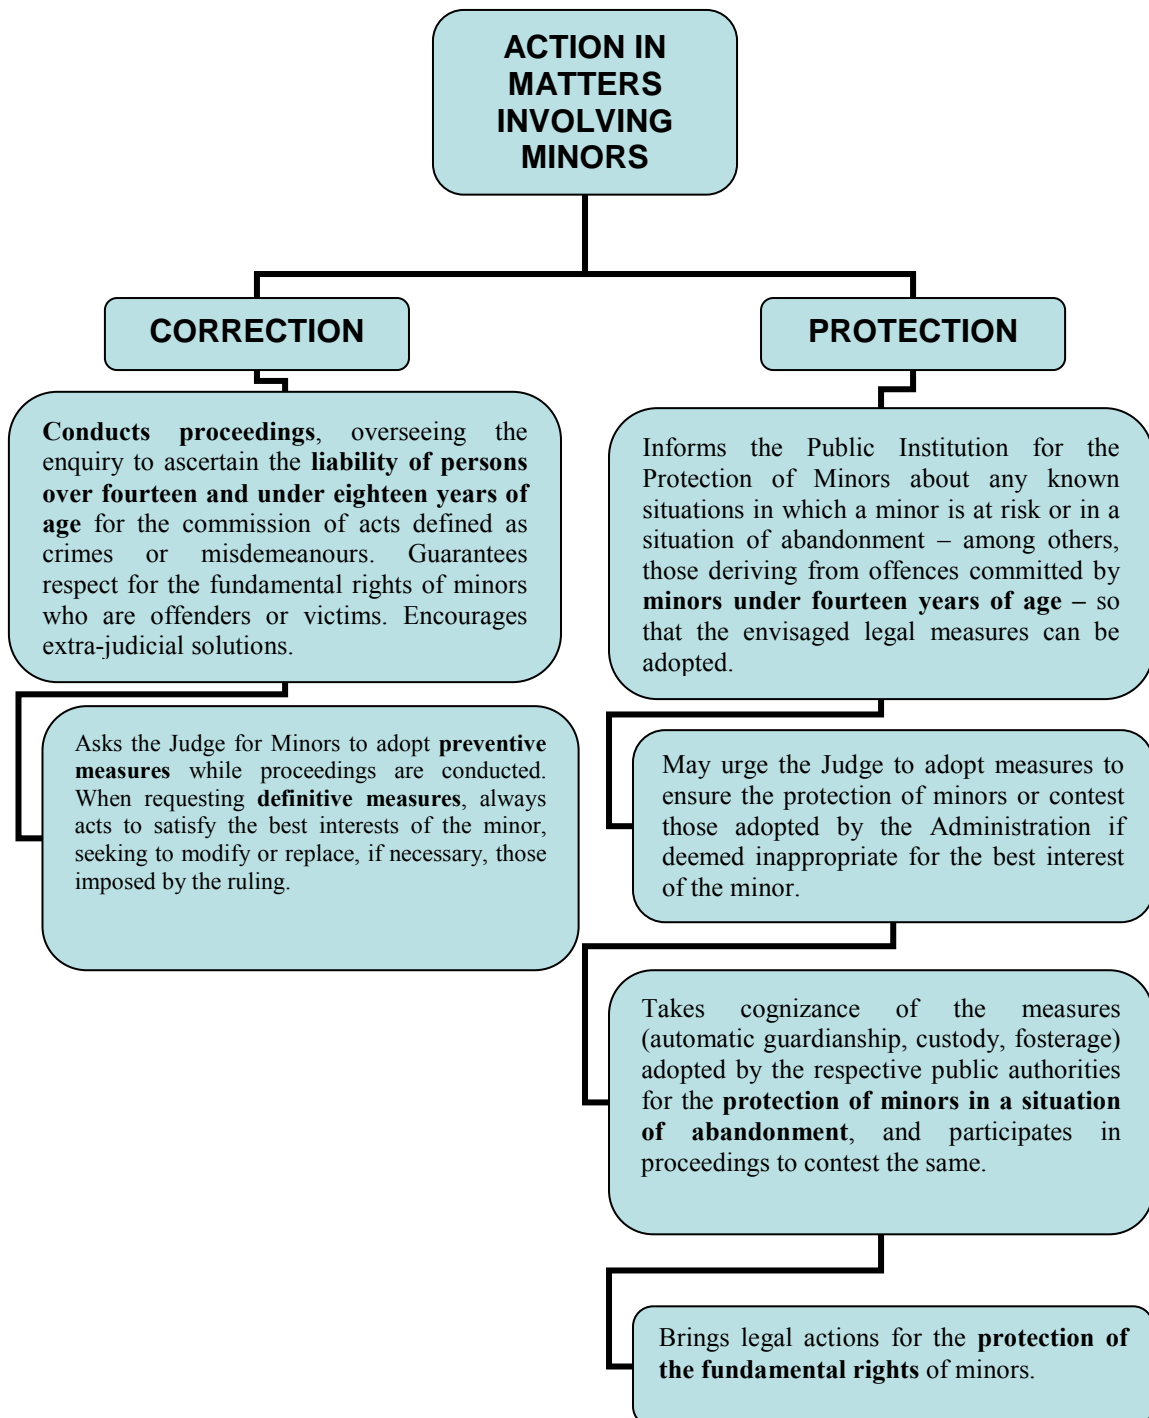 ACTION IN
MATTERS
INVOLVING
MINORS
CORRECTION
Conducts proceedings, overseeing the
enquiry to ascertain the liability of persons
over fourteen and under eighteen years of
age for the commission of acts defined as
crimes or misdemeanours. Guarantees
respect for the fundamental rights of minors
who are offenders or victims. Encourages
extra-judicial solutions.
Asks the Judge for Minors to adopt preventive
measures while proceedings are conducted.
When requesting definitive measures, always
acts to satisfy the best interests of the minor,
seeking to modify or replace, if necessary, those
imposed by the ruling.
PROTECTION
Informs the Public Institution for the
Protection of Minors about any known
situations in which a minor is at risk or in a
situation of abandonment – among others,
those deriving from offences committed by
minors under fourteen years of age – so
that the envisaged legal measures can be
adopted.
May urge the Judge to adopt measures to
ensure the protection of minors or contest
those adopted by the Administration if
deemed inappropriate for the best interest
of the minor.
Takes cognizance of the measures
(automatic guardianship, custody, fosterage)
adopted by the respective public authorities
for the protection of minors in a situation
of abandonment, and participates in
proceedings to contest the same.
Brings legal actions for the protection of
the fundamental rights of minors.